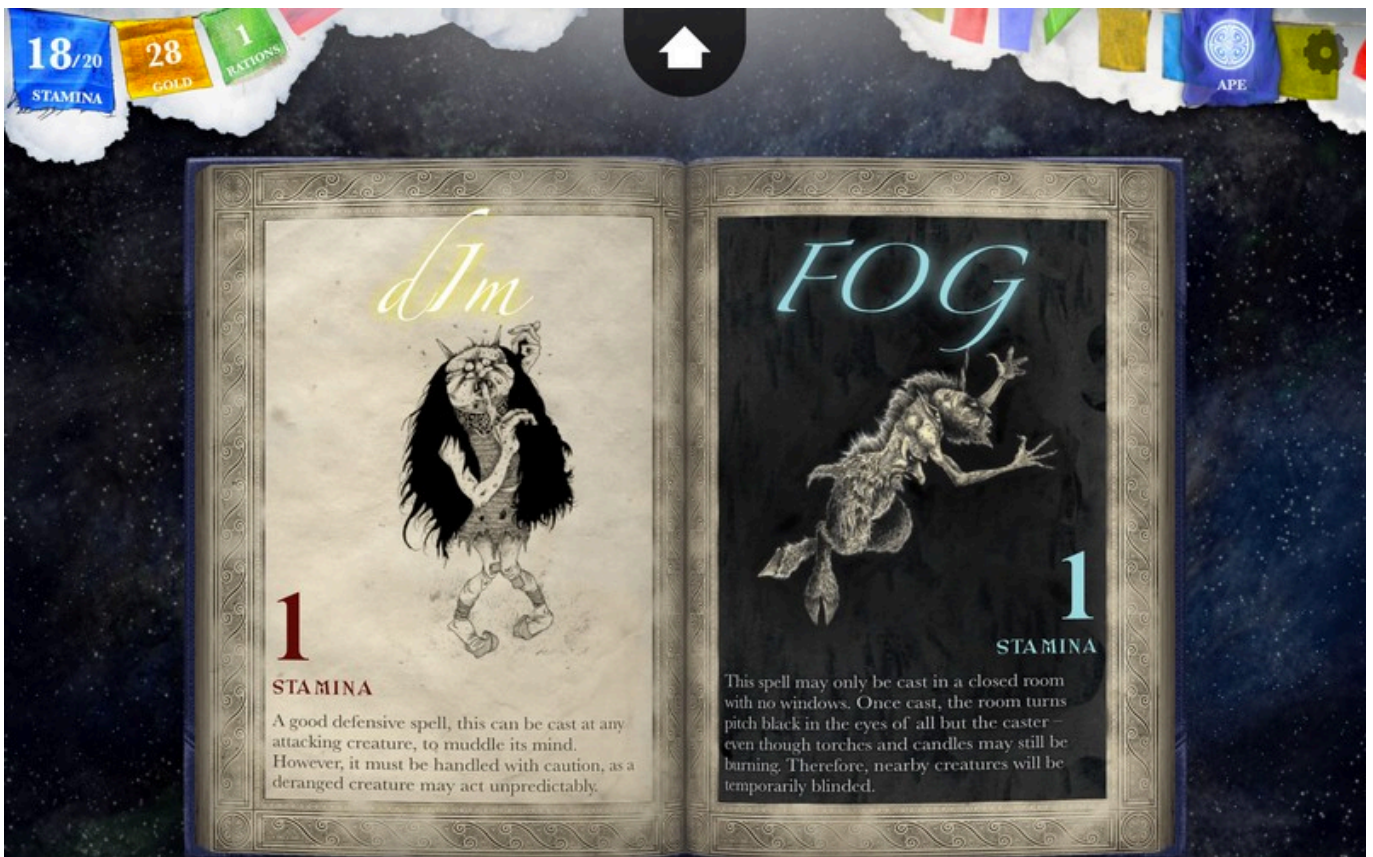 18/20
STAMINA
28
GOLD
1
RATIONS
APE
dIm
1
STAMINA
A good defensive spell, this can be cast at any
attacking creature, to muddle its mind.
However, it must be handled with caution, as a
deranged creature may act unpredictably.
FOG
1
STAMINA
This spell may only be cast in a closed room
with no windows. Once cast, the room turns
pitch black in the eyes of all but the caster –
even though torches and candles may still be
burning. Therefore, nearby creatures will be
temporarily blinded.